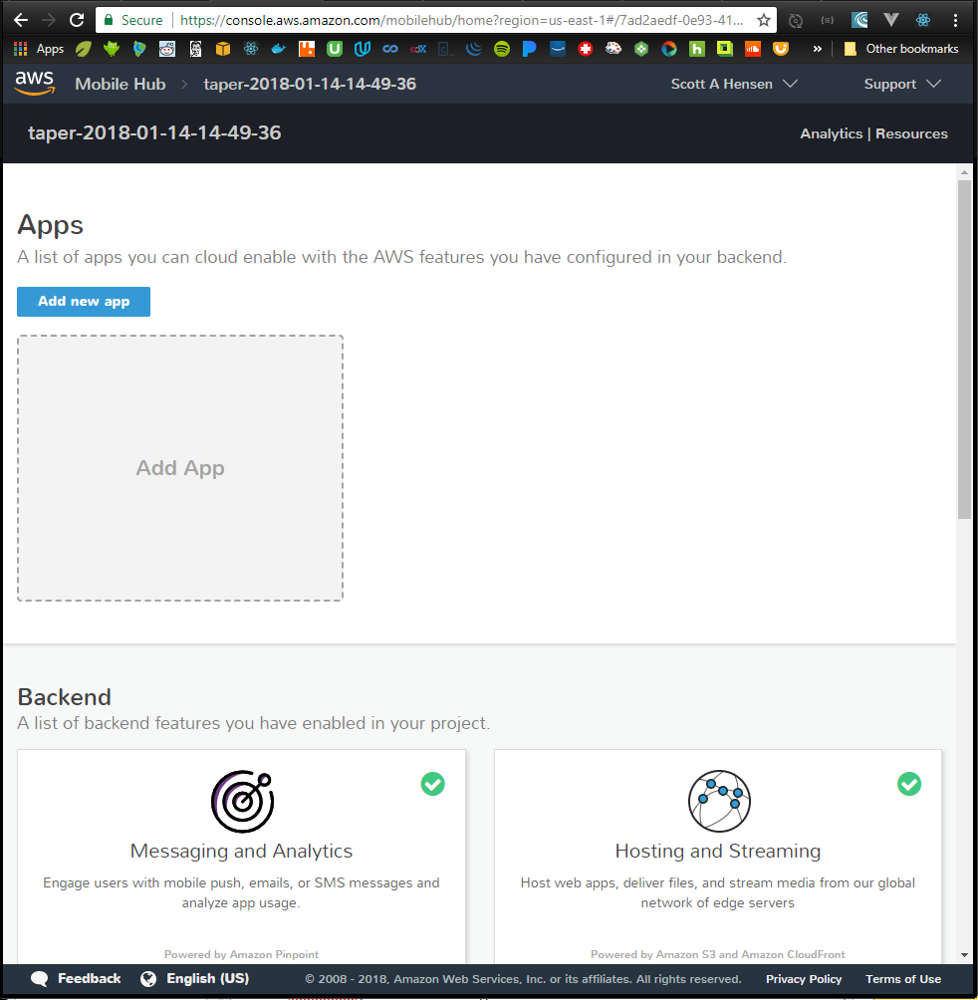 Secure https://console.aws.amazon.com/mobilehub/home?region=us-east-1#/7ad2aedf-0e93-41...
Apps Other bookmarks
aws Mobile Hub taper-2018-01-14-14-49-36 Scott A Hensen Support
taper-2018-01-14-14-49-36 Analytics | Resources
Apps
A list of apps you can cloud enable with the AWS features you have configured in your backend.
Add new app
Add App
Backend
A list of backend features you have enabled in your project.
Messaging and Analytics
Engage users with mobile push, emails, or SMS messages and
analyze app usage.
Powered by Amazon Pinpoint
Hosting and Streaming
Host web apps, deliver files, and stream media from our global
network of edge servers
Powered by Amazon S3 and Amazon CloudFront
Feedback English (US) © 2008 - 2018, Amazon Web Services, Inc. or its affiliates. All rights reserved. Privacy Policy Terms of Use